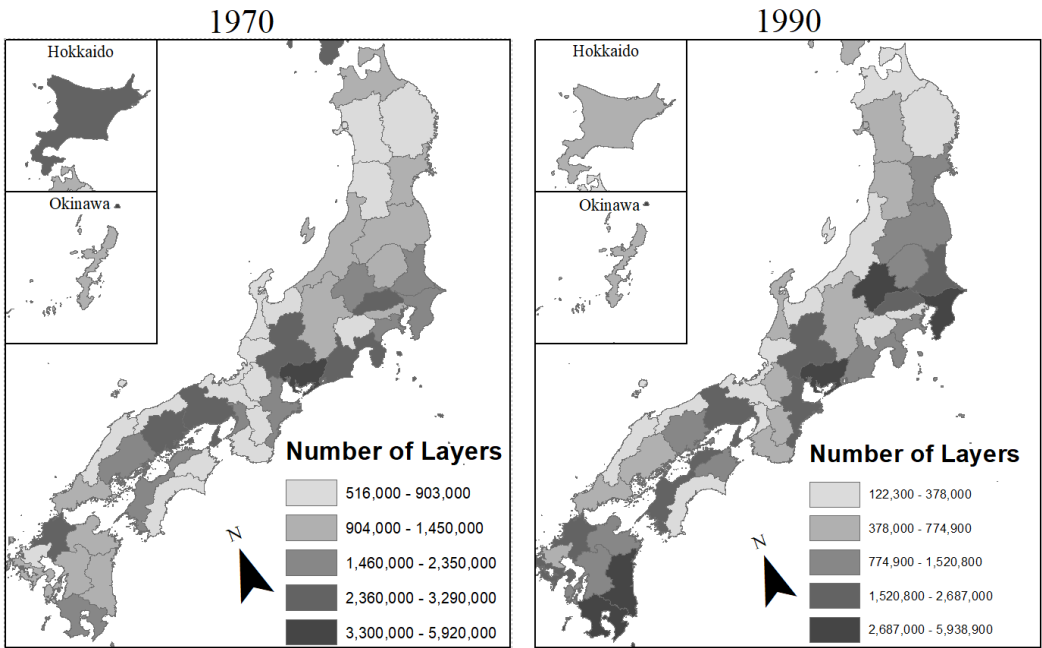 1970
Hokkaido
Okinawa
Number of Layers
516,000 - 903,000
904,000 - 1,450,000
1,460,000 - 2,350,000
2,360,000 - 3,290,000
3,300,000 - 5,920,000
N
1990
Hokkaido
Okinawa
Number of Layers
122,300 - 378,000
378,000 - 774,900
774,900 - 1,520,800
1,520,800 - 2,687,000
2,687,000 - 5,938,900
N